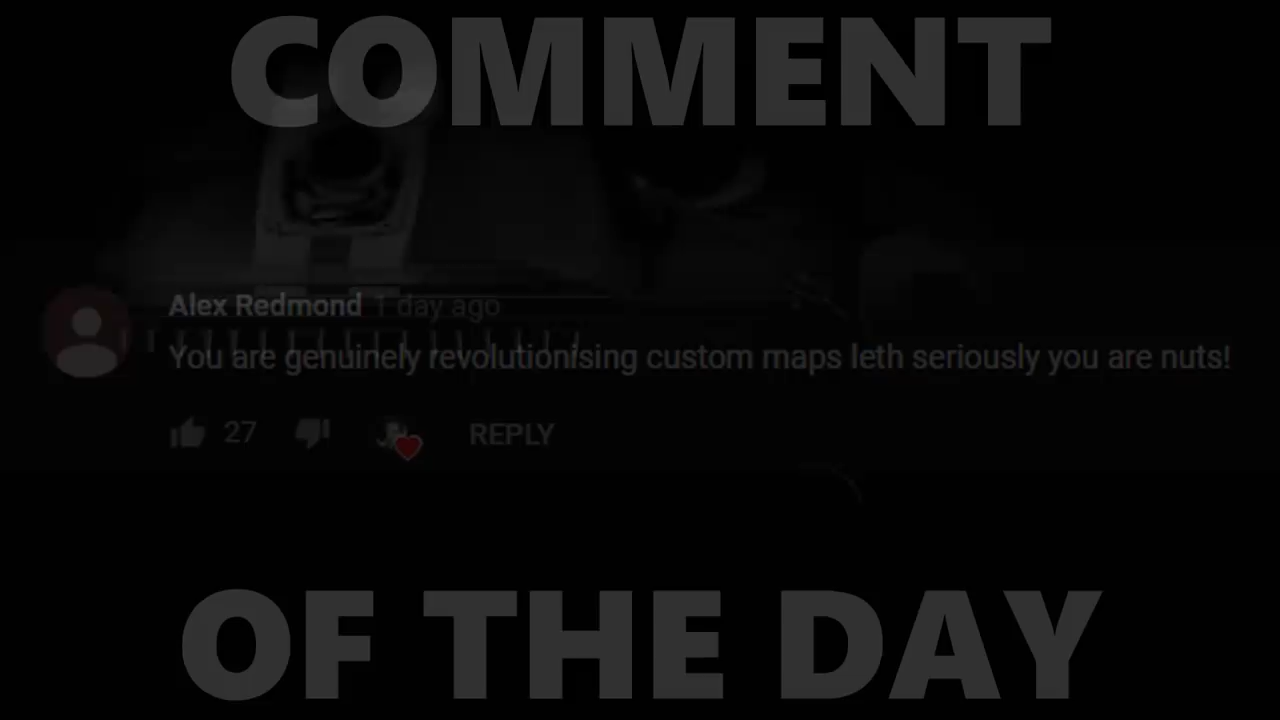 COMMENT
Alex Redmond 1 day ago
You are genuinely revolutionising custom maps leth seriously you are nuts!
27 REPLY
OF THE DAY